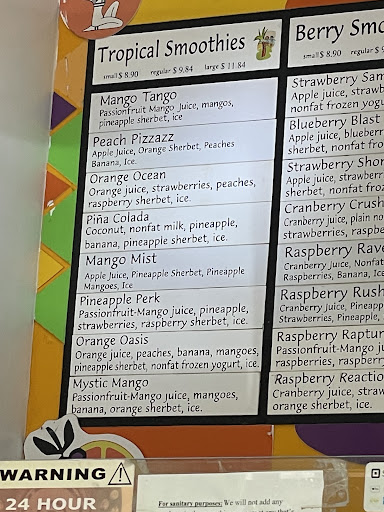 Tropical Smoothies
small $ 8.90 regular $ 9.84 large $ 11.84
Mango Tango
Passionfruit Mango Juice, mangos,
pineapple sherbet, ice
Peach Pizzazz
Apple Juice, Orange Sherbet, Peaches
Banana, Ice.
Orange Ocean
Orange juice, strawberries, peaches,
raspberry sherbet, ice.
Piña Colada
Coconut, nonfat milk, pineapple,
banana, pineapple sherbet, ice.
Mango Mist
Apple Juice, Pineapple Sherbet, Pineapple
Mangoes, Ice
Pineapple Perk
Passionfruit-Mango juice, pineapple,
strawberries, raspberry sherbet, ice.
Orange Oasis
Orange juice, peaches, banana, mangoes,
pineapple sherbet, nonfat frozen yogurt, ice.
Mystic Mango
Passionfruit-Mango juice, mangoes,
banana, orange sherbet, ice.
Berry Smo
small $ 8.90 regular $ 9
Strawberry San
Apple juice, strawb
nonfat frozen yog
Blueberry Blast
Apple juice, blueberr
sherbet, nonfat fro
Strawberry Shor
Apple juice, strawberr
sherbet, nonfat froz
Cranberry Crush
Cranberry juice, plain no
strawberries, raspbe
Raspberry Rave
Cranberry Juice, Nonfat
Raspberries, Banana, Ice
Raspberry Rush
Cranberry Juice, Pineapp
Strawberries, Pineapple,
Raspberry Raptur
Passionfruit-Mango ju
raspberries, raspberry
Raspberry Reactio
Cranberry juice, straw
orange sherbet, ice.
WARNING
24 HOUR
For sanitary purposes: We will not add any